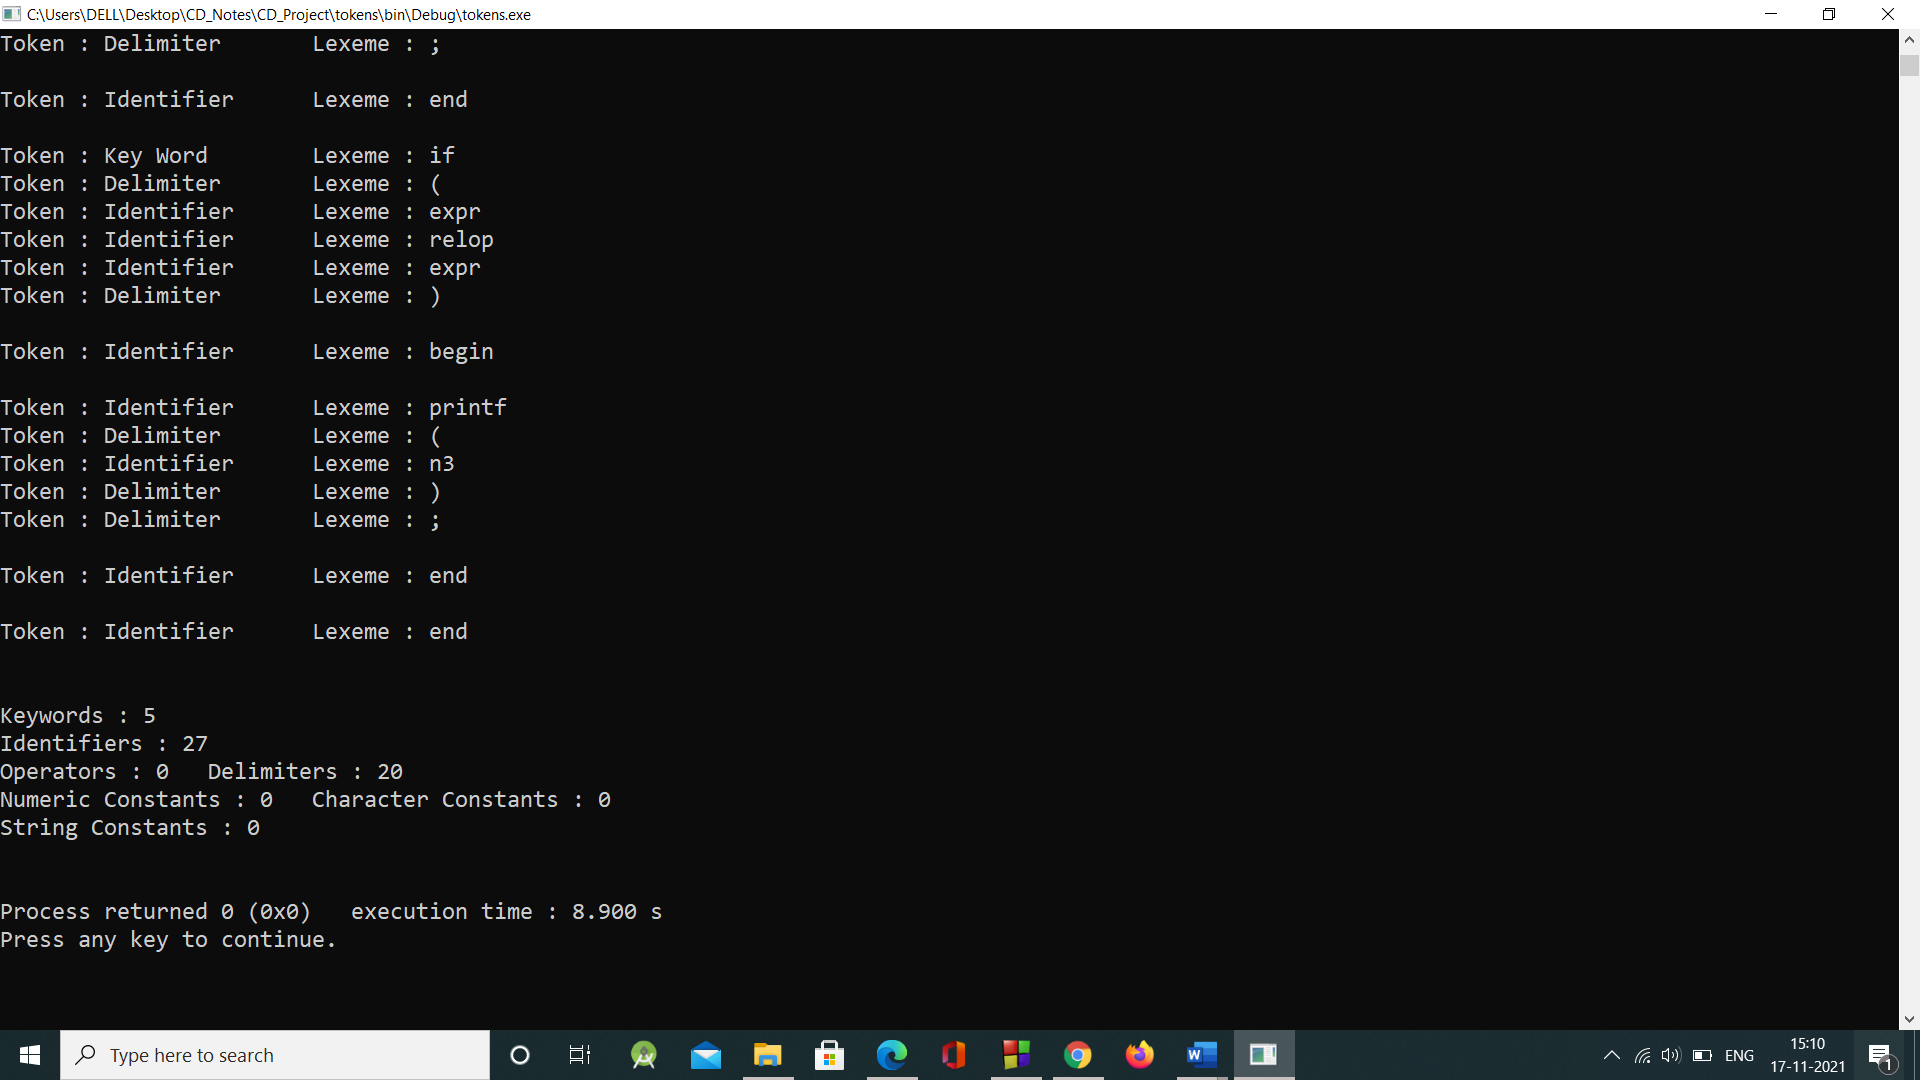 C:\Users\DELL\Desktop\CD_Notes\CD_Project\tokens\bin\Debug\tokens.exe
Token : Delimiter Lexeme : ;
Token : Identifier Lexeme : end
Token : Key Word Lexeme : if
Token : Delimiter Lexeme : (
Token : Identifier Lexeme : expr
Token : Identifier Lexeme : relop
Token : Identifier Lexeme : expr
Token : Delimiter Lexeme : )
Token : Identifier Lexeme : begin
Token : Identifier Lexeme : printf
Token : Delimiter Lexeme : (
Token : Identifier Lexeme : n3
Token : Delimiter Lexeme : )
Token : Delimiter Lexeme : ;
Token : Identifier Lexeme : end
Token : Identifier Lexeme : end
Keywords : 5
Identifiers : 27
Operators : 0 Delimiters : 20
Numeric Constants : 0 Character Constants : 0
String Constants : 0
Process returned 0 (0x0) execution time : 8.900 s
Press any key to continue.
Type here to search
W
ENG
15:10
17-11-2021
1